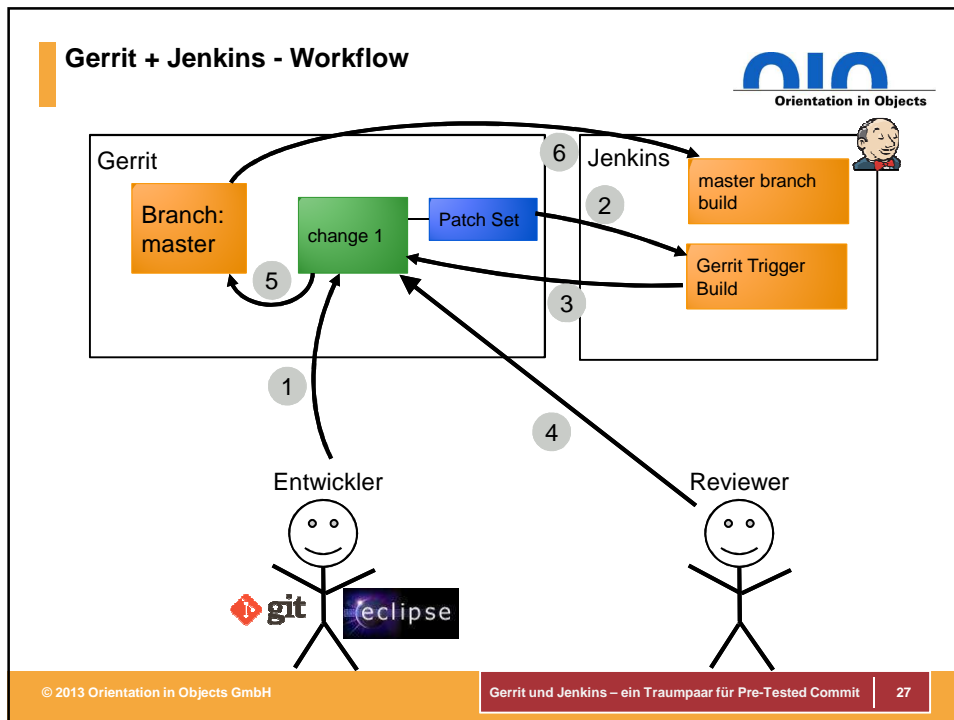 Gerrit + Jenkins - Workflow
Orientation in Objects
Gerrit
6
Jenkins
master branch
build
Branch:
master
change 1
Patch Set
2
Gerrit Trigger
Build
5
3
1
4
Entwickler
Reviewer
git
eclipse
© 2013 Orientation in Objects GmbH
Gerrit und Jenkins – ein Traumpaar für Pre-Tested Commit
27